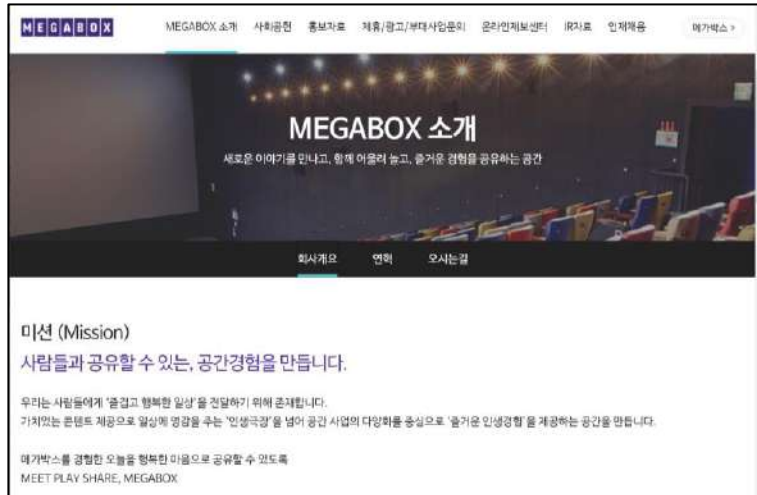 MEGABOX
MEGABOX 소개 사회공헌 홍보자료 제휴/광고/부대사업문의 온라인제보센터 IR자료 인재채용 메가박스 >
MEGABOX 소개
새로운 이야기를 만나고, 함께 어울려 놀고, 즐거운 경험을 공유하는 공간
회사개요 연혁 오시는길
미션 (Mission)
사람들과 공유할 수 있는, 공간경험을 만듭니다.
우리는 사람들에게 '즐겁고 행복한 일상'을 전달하기 위해 존재합니다.
가치있는 콘텐트 제공으로 일상에 영감을 주는 '인생극장'을 넘어 공간 사업의 다양화를 중심으로 '즐거운 인생경험'을 제공하는 공간을 만듭니다.
메가박스를 경험한 오늘을 행복한 마음으로 공유할 수 있도록
MEET PLAY SHARE, MEGABOX